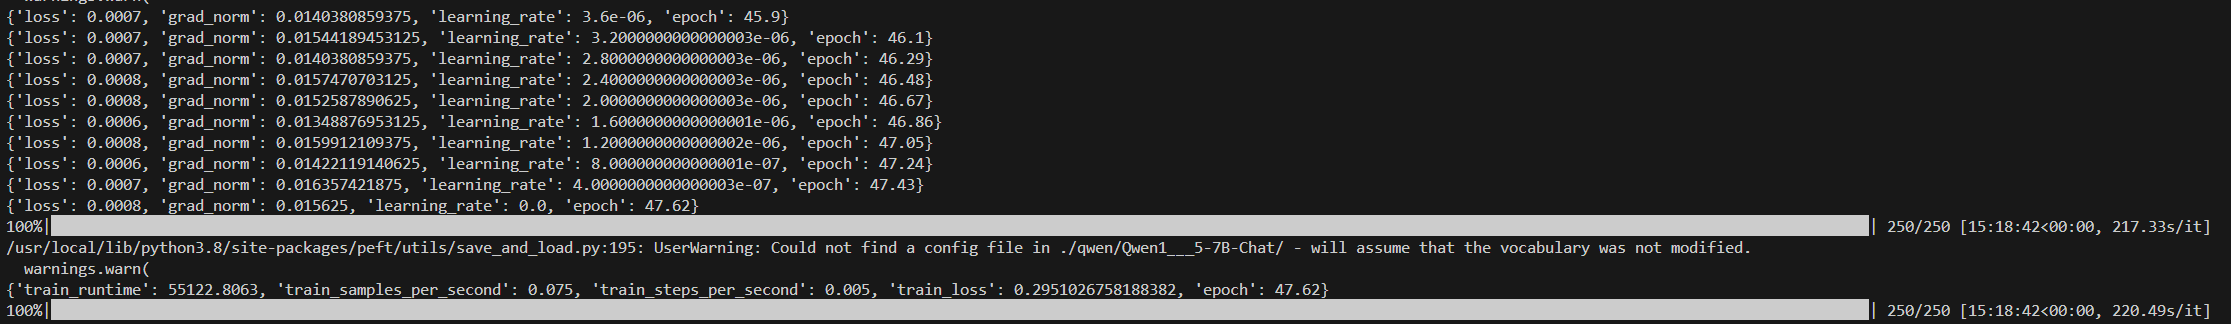 warnings.warn(
{'loss': 0.0007, 'grad_norm': 0.0140380859375, 'learning_rate': 3.6e-06, 'epoch': 45.9}
{'loss': 0.0007, 'grad_norm': 0.01544189453125, 'learning_rate': 3.2000000000000003e-06, 'epoch': 46.1}
{'loss': 0.0007, 'grad_norm': 0.0140380859375, 'learning_rate': 2.8000000000000003e-06, 'epoch': 46.29}
{'loss': 0.0008, 'grad_norm': 0.0157470703125, 'learning_rate': 2.4000000000000003e-06, 'epoch': 46.48}
{'loss': 0.0008, 'grad_norm': 0.0152587890625, 'learning_rate': 2.0000000000000003e-06, 'epoch': 46.67}
{'loss': 0.0006, 'grad_norm': 0.01348876953125, 'learning_rate': 1.6000000000000001e-06, 'epoch': 46.86}
{'loss': 0.0008, 'grad_norm': 0.0159912109375, 'learning_rate': 1.2000000000000002e-06, 'epoch': 47.05}
{'loss': 0.0006, 'grad_norm': 0.01422119140625, 'learning_rate': 8.000000000000001e-07, 'epoch': 47.24}
{'loss': 0.0007, 'grad_norm': 0.016357421875, 'learning_rate': 4.0000000000000003e-07, 'epoch': 47.43}
{'loss': 0.0008, 'grad_norm': 0.015625, 'learning_rate': 0.0, 'epoch': 47.62}
100%| | 250/250 [15:18:42<00:00, 217.33s/it]
/usr/local/lib/python3.8/site-packages/peft/utils/save_and_load.py:195: UserWarning: Could not find a config file in ./qwen/Qwen1___5-7B-Chat/ - will assume that the vocabulary was not modified.
warnings.warn(
{'train_runtime': 55122.8063, 'train_samples_per_second': 0.075, 'train_steps_per_second': 0.005, 'train_loss': 0.2951026758188382, 'epoch': 47.62}
100%| | 250/250 [15:18:42<00:00, 220.49s/it]